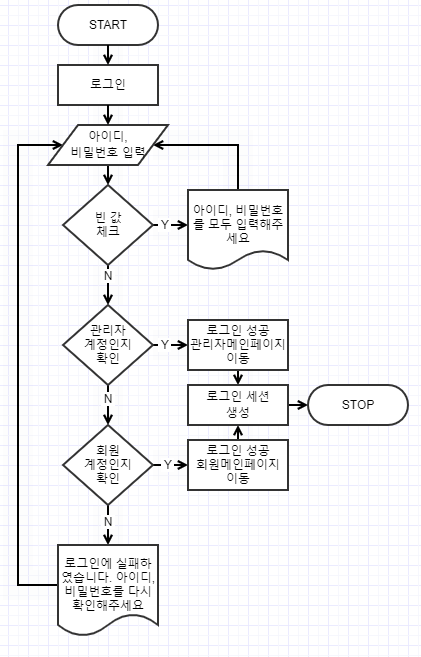 START
로그인
아이디,
비밀번호 입력
빈 값
체크
Y
아이디, 비밀번호
를 모두 입력해주
세요
N
관리자
계정인지
확인
Y
로그인 성공
관리자메인페이지
이동
로그인 세션
생성
STOP
N
회원
계정인지
확인
Y
로그인 성공
회원메인페이지
이동
N
로그인에 실패하
였습니다. 아이디,
비밀번호를 다시
확인해주세요